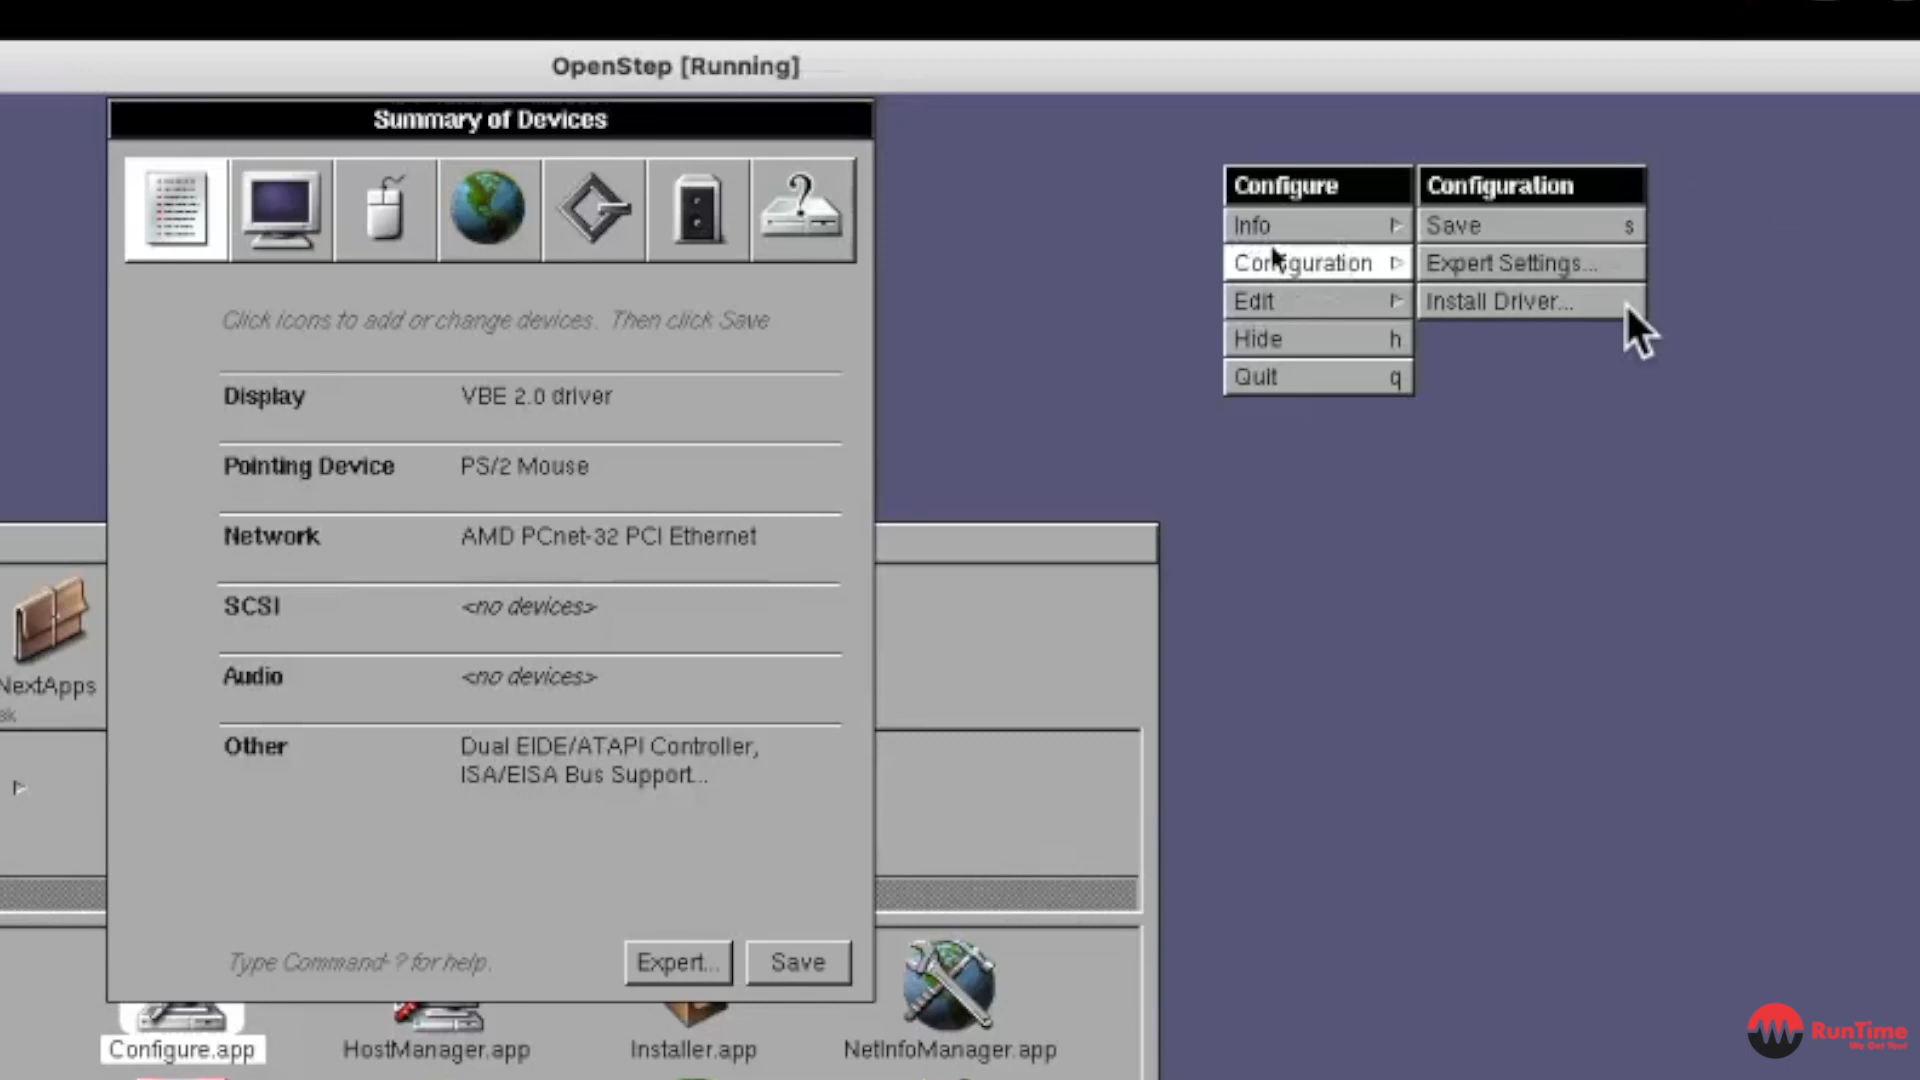 OpenStep [Running]
Summary of Devices
Click icons to add or change devices. Then click Save
Display VBE 2.0 driver
Pointing Device PS/2 Mouse
Network AMD PCnet-32 PCI Ethernet
SCSI <no devices>
Audio <no devices>
Other Dual EIDE/ATAPI Controller,
ISA/EISA Bus Support...
Type Command-? for help.
Expert...
Save
Configure
Info
Configuration
Edit
Hide h
Quit q
Configuration
Save s
Expert Settings...
Install Driver...
NextApps
Configure.app
HostManager.app
Installer.app
NetInfoManager.app
RunTime
We Got You!